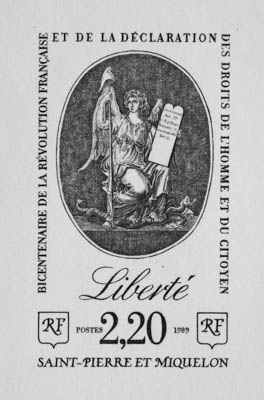 BICENTENAIRE DE LA RÉVOLUTION FRANÇAISE
ET DE LA DÉCLARATION
DES DROITS DE L'HOMME ET DU CITOYEN
Liberté
RF
POSTES 2,20 1989
RF
SAINT-PIERRE ET MIQUELON